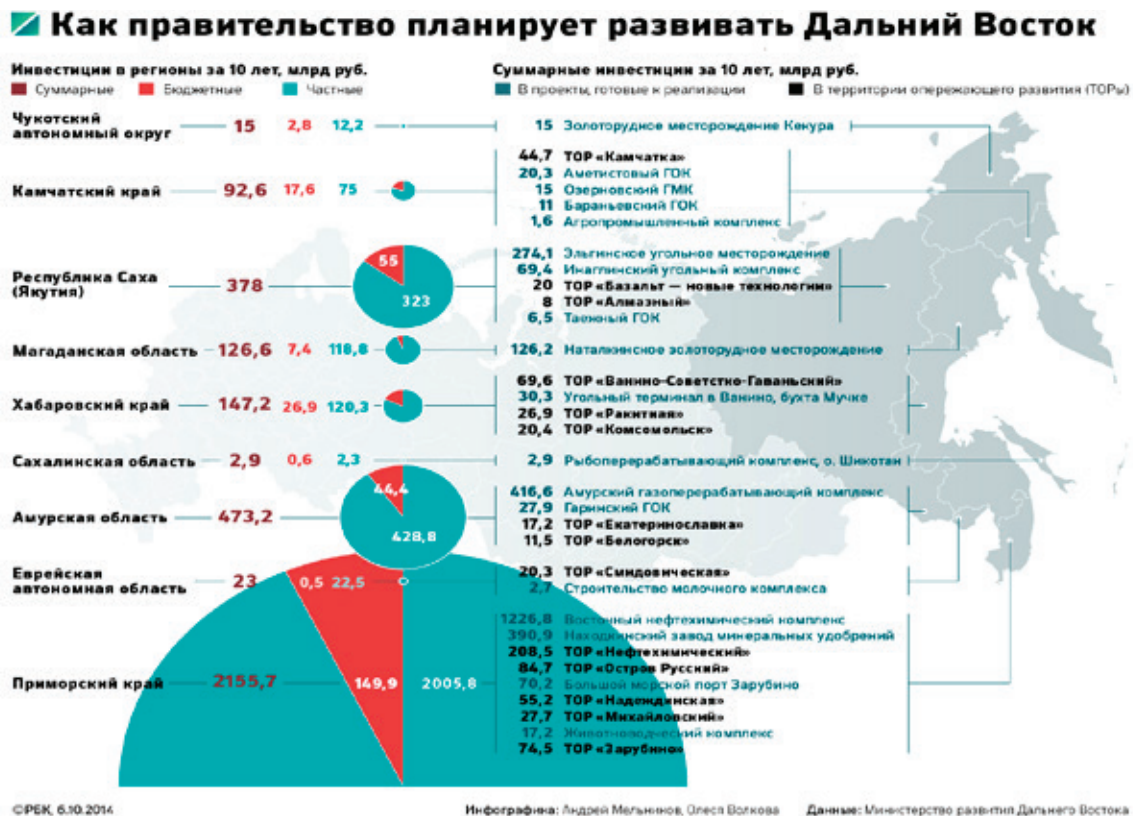 Как правительство планирует развивать Дальний Восток
Инвестиции в регионы за 10 лет, млрд руб.
Суммарные Бюджетные Частные
Суммарные инвестиции за 10 лет, млрд руб.
В проекты, готовые к реализации В территории опережающего развития (ТОРы)
Чукотский
автономный округ 15 2,8 12,2
15 Золоторудное месторождение Кекура
Камчатский край 92,6 17,6 75
44,7 ТОР «Камчатка»
20,3 Аметистовый ГОК
15 Озерновский ГМК
11 Бараньевский ГОК
1,6 Агропромышленный комплекс
Республика Саха
(Якутия) 378 55 323
274,1 Эльгинское угольное месторождение
69,4 Инаглинский угольный комплекс
20 ТОР «Базальт — новые технологии»
8 ТОР «Алмазный»
6,5 Таежный ГОК
Магаданская область 126,6 7,4 118,8
126,2 Наталкинское золоторудное месторождение
Хабаровский край 147,2 26,9 120,3
69,6 ТОР «Ванино-Советстно-Гаваньский»
30,3 Угольный терминал в Ванино, бухта Мучке
26,9 ТОР «Ракитная»
20,4 ТОР «Комсомольск»
Сахалинская область 2,9 0,6 2,3
2,9 Рыбоперерабатывающий комплекс, о. Шикотан
Амурская область 473,2 44,4 428,8
416,6 Амурский газоперерабатывающий комплекс
27,9 Гаринский ГОК
17,2 ТОР «Екатеринославка»
11,5 ТОР «Белогорск»
Еврейская
автономная область 23 0,5 22,5
20,3 ТОР «Смидовическая»
2,7 Строительство молочного комплекса
Приморский край 2155,7 149,9 2005,8
1226,8 Восточный нефтехимический комплекс
390,9 Находкинский завод минеральных удобрений
208,5 ТОР «Нефтехимический»
84,7 ТОР «Остров Русский»
70,2 Большой морской порт Зарубино
55,2 ТОР «Надеждинская»
27,7 ТОР «Михайловский»
17,2 Животноводческий комплекс
74,5 ТОР «Зарубино»
©РБК, 6.10.2014
Инфографика: Андрей Мельников, Олеся Волкова Данные: Министерство развития Дальнего Востока